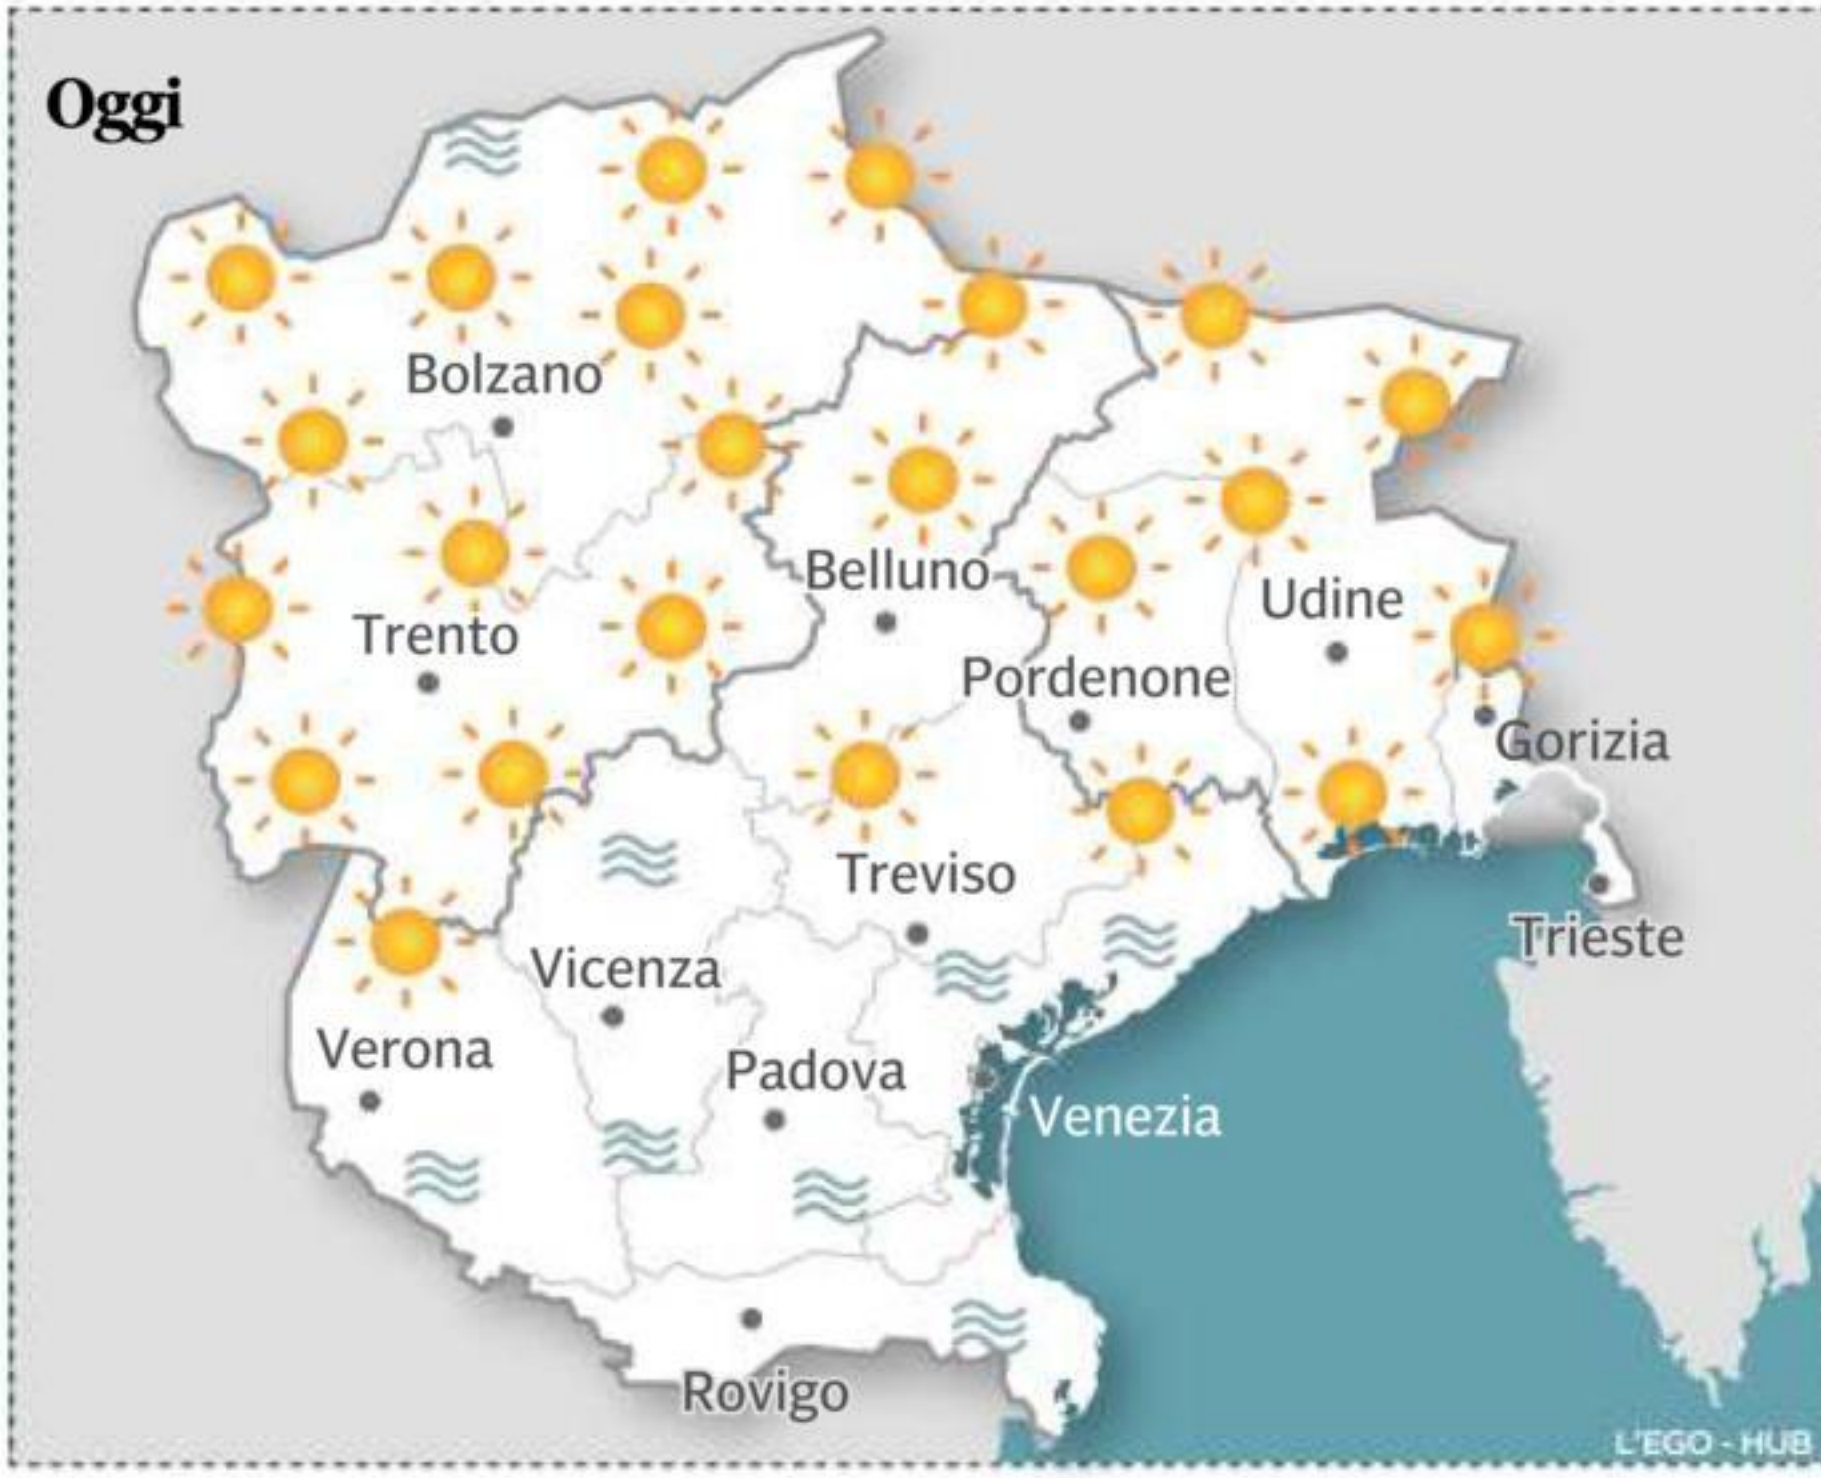 Oggi
Bolzano
Belluno
Udine
Trento
Pordenone
Gorizia
Treviso
Trieste
Vicenza
Verona
Padova
Venezia
Rovigo
L'EGO - HUB